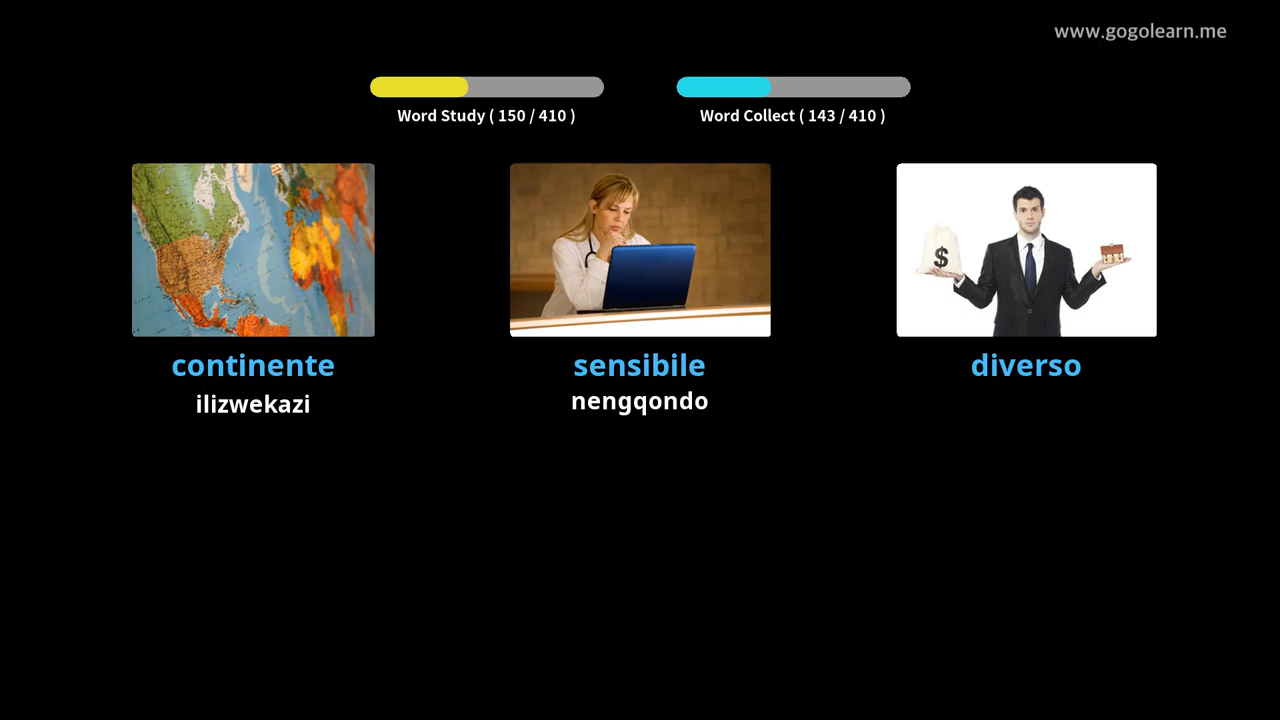 www.gogolearn.me
Word Study ( 150 / 410 )
Word Collect ( 143 / 410 )
continente
sensibile
diverso
ilizwekazi
nengqondo
$